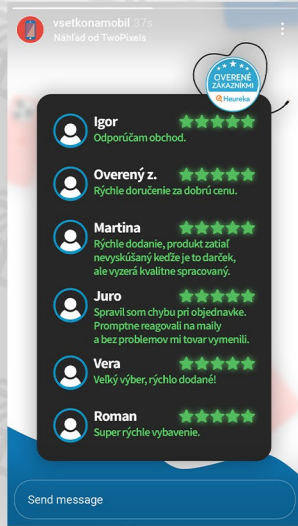 vsetkonamobil 37s
Náhľad od TwoPixels
OVERENÉ
ZÁKAZNÍKMI
Heureka
Igor
Odporúčam obchod.
Overený z.
Rýchle doručenie za dobrú cenu.
Martina
Rýchle dodanie, produkt zatiaľ
nevyskúšaný keďže je to darček,
ale vyzerá kvalitne spracovaný.
Juro
Spravil som chybu pri objednavke.
Promptne reagovali na maily
a bez problemov mi tovar vymenili.
Vera
Veľký výber, rýchlo dodané!
Roman
Super rýchle vybavenie.
Send message